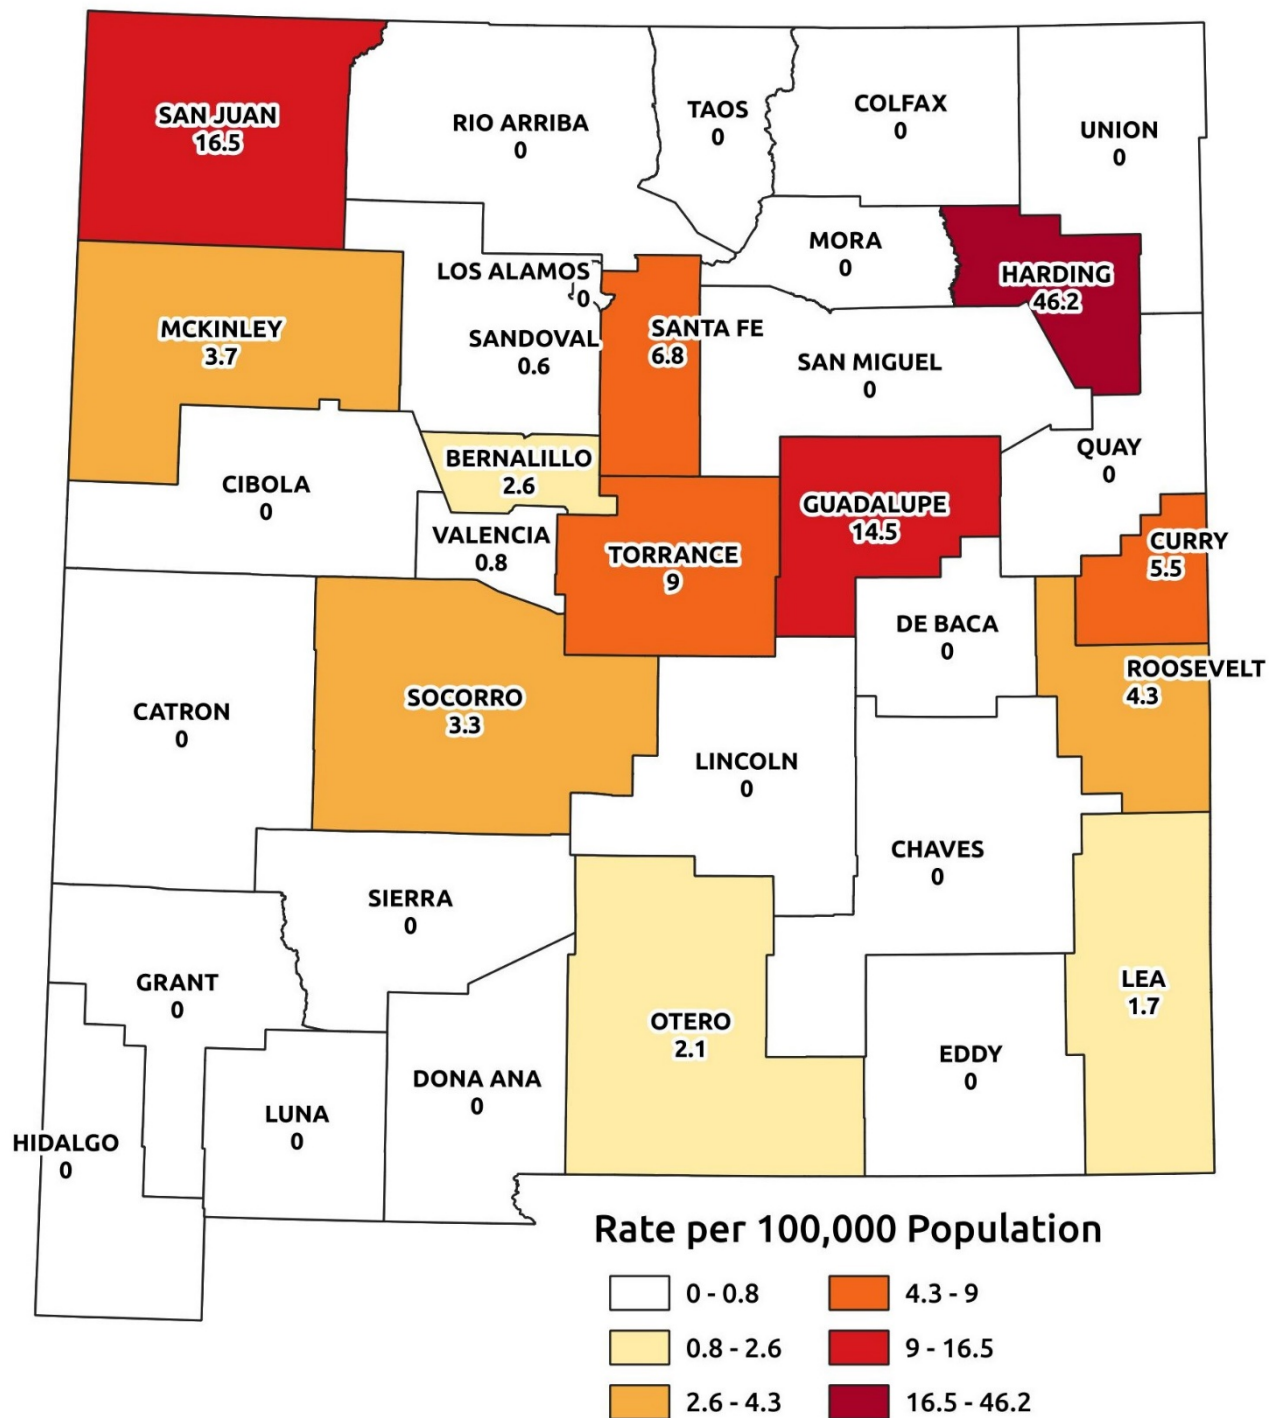 SAN JUAN
16.5
RIO ARRIBA
0
TAOS
0
COLFAX
0
UNION
0
MORA
0
HARDING
46.2
LOS ALAMOS
0
MCKINLEY
3.7
SANDOVAL
0.6
SANTA FE
6.8
SAN MIGUEL
0
QUAY
0
CIBOLA
0
BERNALILLO
2.6
VALENCIA
0.8
TORRANCE
9
GUADALUPE
14.5
CURRY
5.5
DE BACA
0
ROOSEVELT
4.3
CATRON
0
SOCORRO
3.3
LINCOLN
0
CHAVES
0
SIERRA
0
GRANT
0
OTERO
2.1
LEA
1.7
EDDY
0
DONA ANA
0
LUNA
0
HIDALGO
0
Rate per 100,000 Population
0 - 0.8
0.8 - 2.6
2.6 - 4.3
4.3 - 9
9 - 16.5
16.5 - 46.2